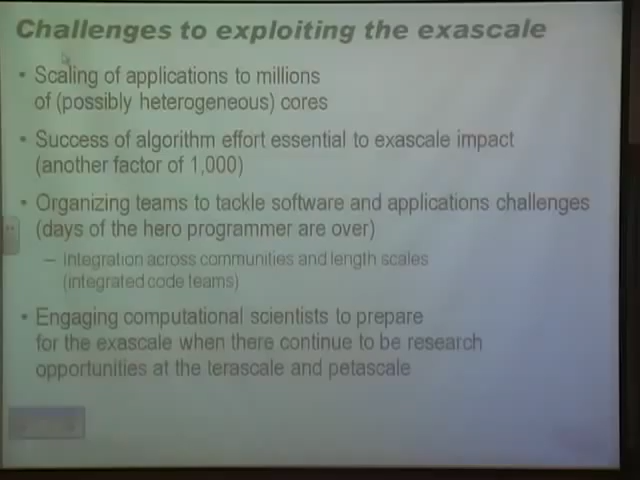 Challenges to exploiting the exascale
• Scaling of applications to millions
of (possibly heterogeneous) cores
• Success of algorithm effort essential to exascale impact
(another factor of 1,000)
• Organizing teams to tackle software and applications challenges
(days of the hero programmer are over)
– Integration across communities and length scales
(integrated code teams)
• Engaging computational scientists to prepare
for the exascale when there continue to be research
opportunities at the terascale and petascale